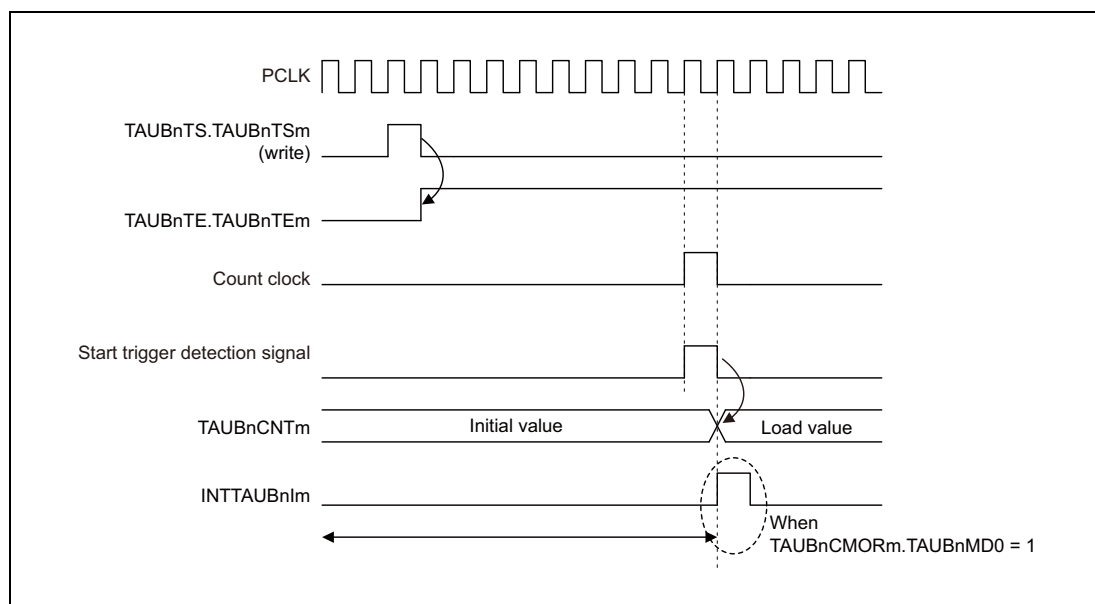 PCLK
TAUBnTS.TAUBnTSm
(write)
TAUBnTE.TAUBnTEm
Count clock
Start trigger detection signal
TAUBnCNTm
Initial value
Load value
INTTAUBnIm
When
TAUBnCMORm.TAUBnMD0 = 1